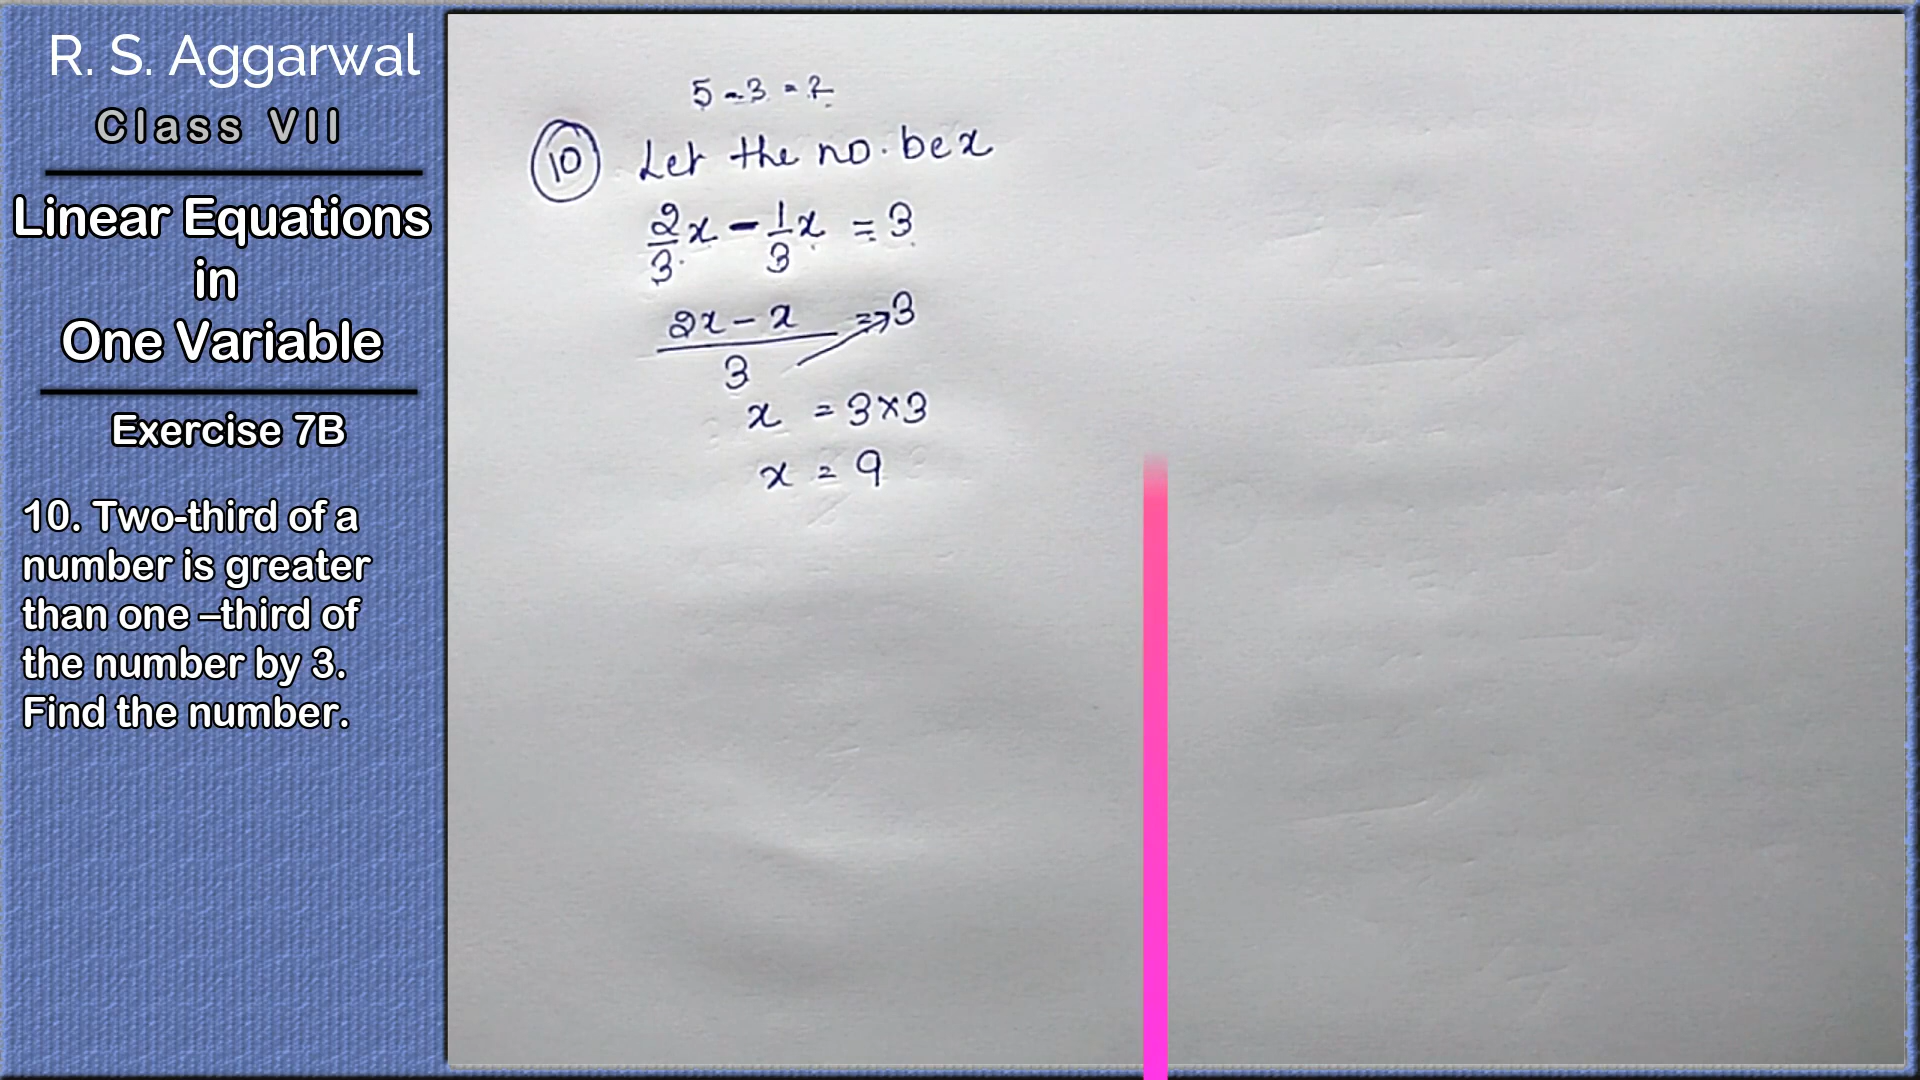 R. S. Aggarwal
Class VII
Linear Equations
in
One Variable
Exercise 7B
10. Two-third of a
number is greater
than one –third of
the number by 3.
Find the number.
5 - 3 = 2
10 Let the no. be x
2/3 x - 1/3 x = 3
2x - x / 3 = 3
x = 3 × 3
x = 9